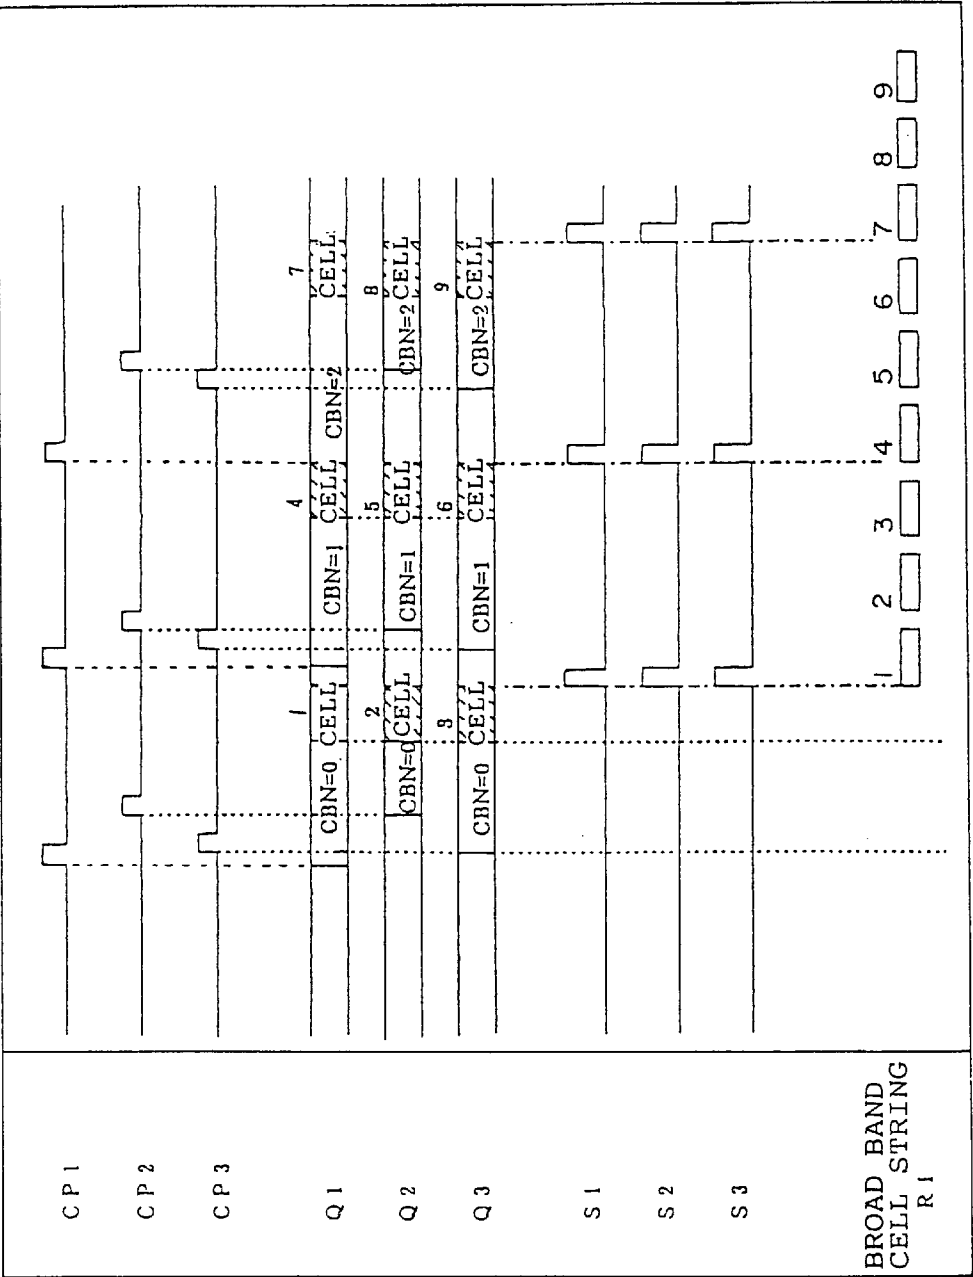 CP1
CP2
CP3
1 4 7
Q1 CBN=0 CELL CBN=1 CELL CBN=2 CELL
2 5 8
Q2 CBN=0 CELL CBN=1 CELL CBN=2 CELL
3 6 9
Q3 CBN=0 CELL CBN=1 CELL CBN=2 CELL
S1
S2
S3
BROAD BAND
CELL STRING
R1
1 2 3 4 5 6 7 8 9